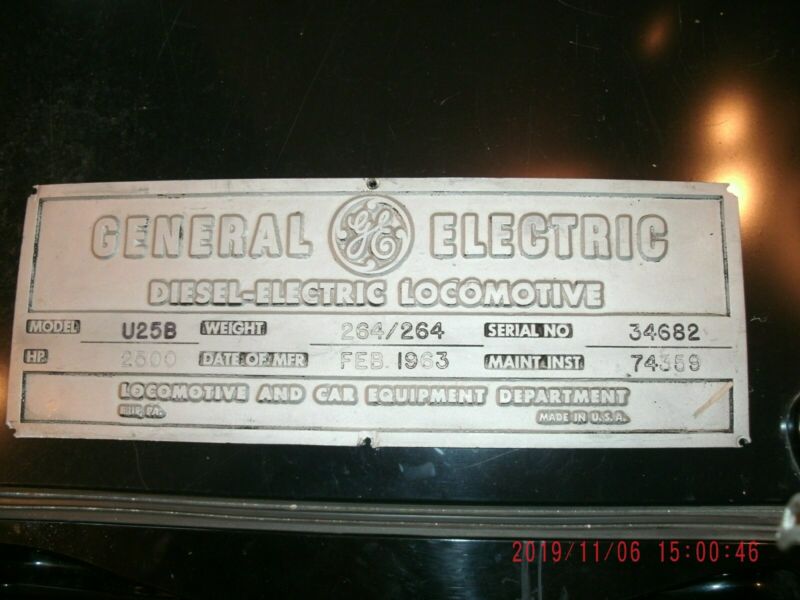 GENERAL GE ELECTRIC
DIESEL-ELECTRIC LOCOMOTIVE
MODEL U25B WEIGHT 264/264 SERIAL NO 34682
HP. 2500 DATE OF MFR FEB. 1963 MAINT. INST. 74359
LOCOMOTIVE AND CAR EQUIPMENT DEPARTMENT
ERIE, PA. MADE IN U.S.A.
2019/11/06 15:00:46